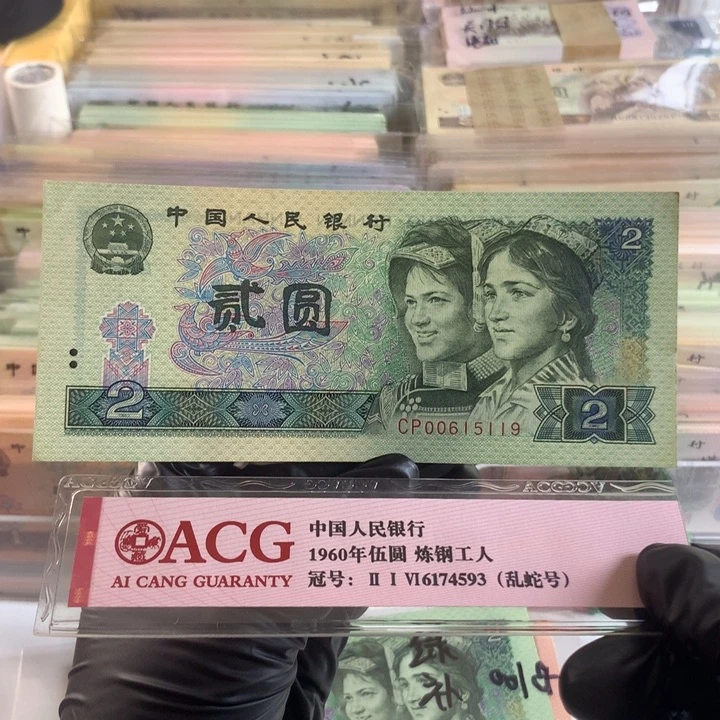 中国人民银行
贰圆
2
2
CP00615119
2
ACG
AI CANG GUARANTY
中国人民银行
1960年伍圆 炼钢工人
冠号: Ⅱ Ⅰ Ⅵ 6174593 (乱蛇号)